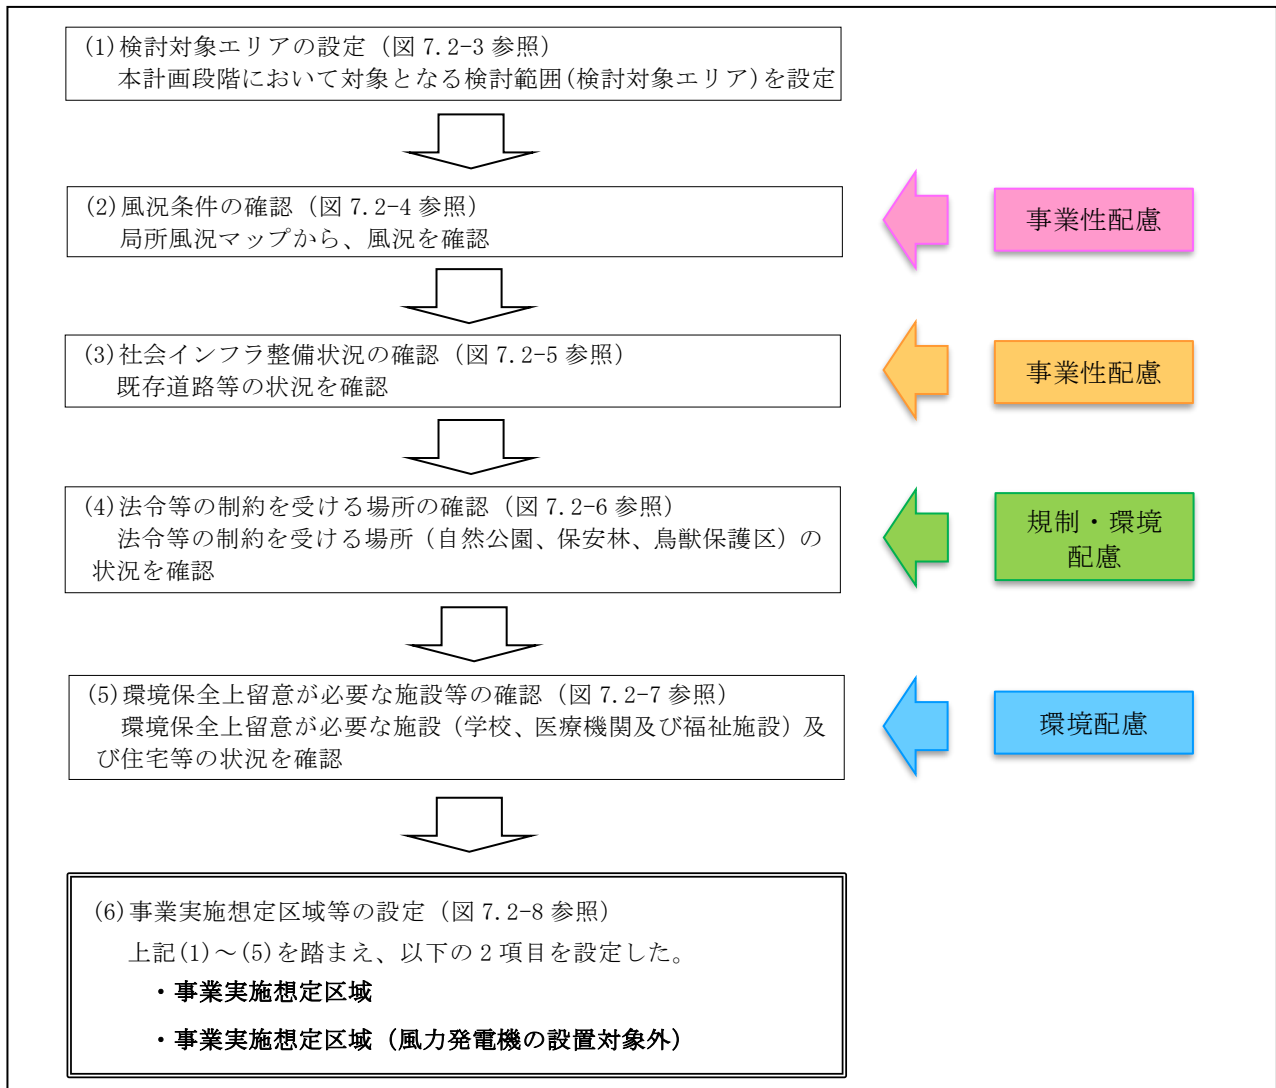 (1)検討対象エリアの設定（図 7.2-3 参照）
本計画段階において対象となる検討範囲(検討対象エリア)を設定
(2)風況条件の確認（図 7.2-4 参照）
局所風況マップから、風況を確認
事業性配慮
(3)社会インフラ整備状況の確認（図 7.2-5 参照）
既存道路等の状況を確認
事業性配慮
(4)法令等の制約を受ける場所の確認（図 7.2-6 参照）
法令等の制約を受ける場所（自然公園、保安林、鳥獣保護区）の
状況を確認
規制・環境
配慮
(5)環境保全上留意が必要な施設等の確認（図 7.2-7 参照）
環境保全上留意が必要な施設（学校、医療機関及び福祉施設）及
び住宅等の状況を確認
環境配慮
(6)事業実施想定区域等の設定（図 7.2-8 参照）
上記(1)～(5)を踏まえ、以下の 2 項目を設定した。
・事業実施想定区域
・事業実施想定区域（風力発電機の設置対象外）